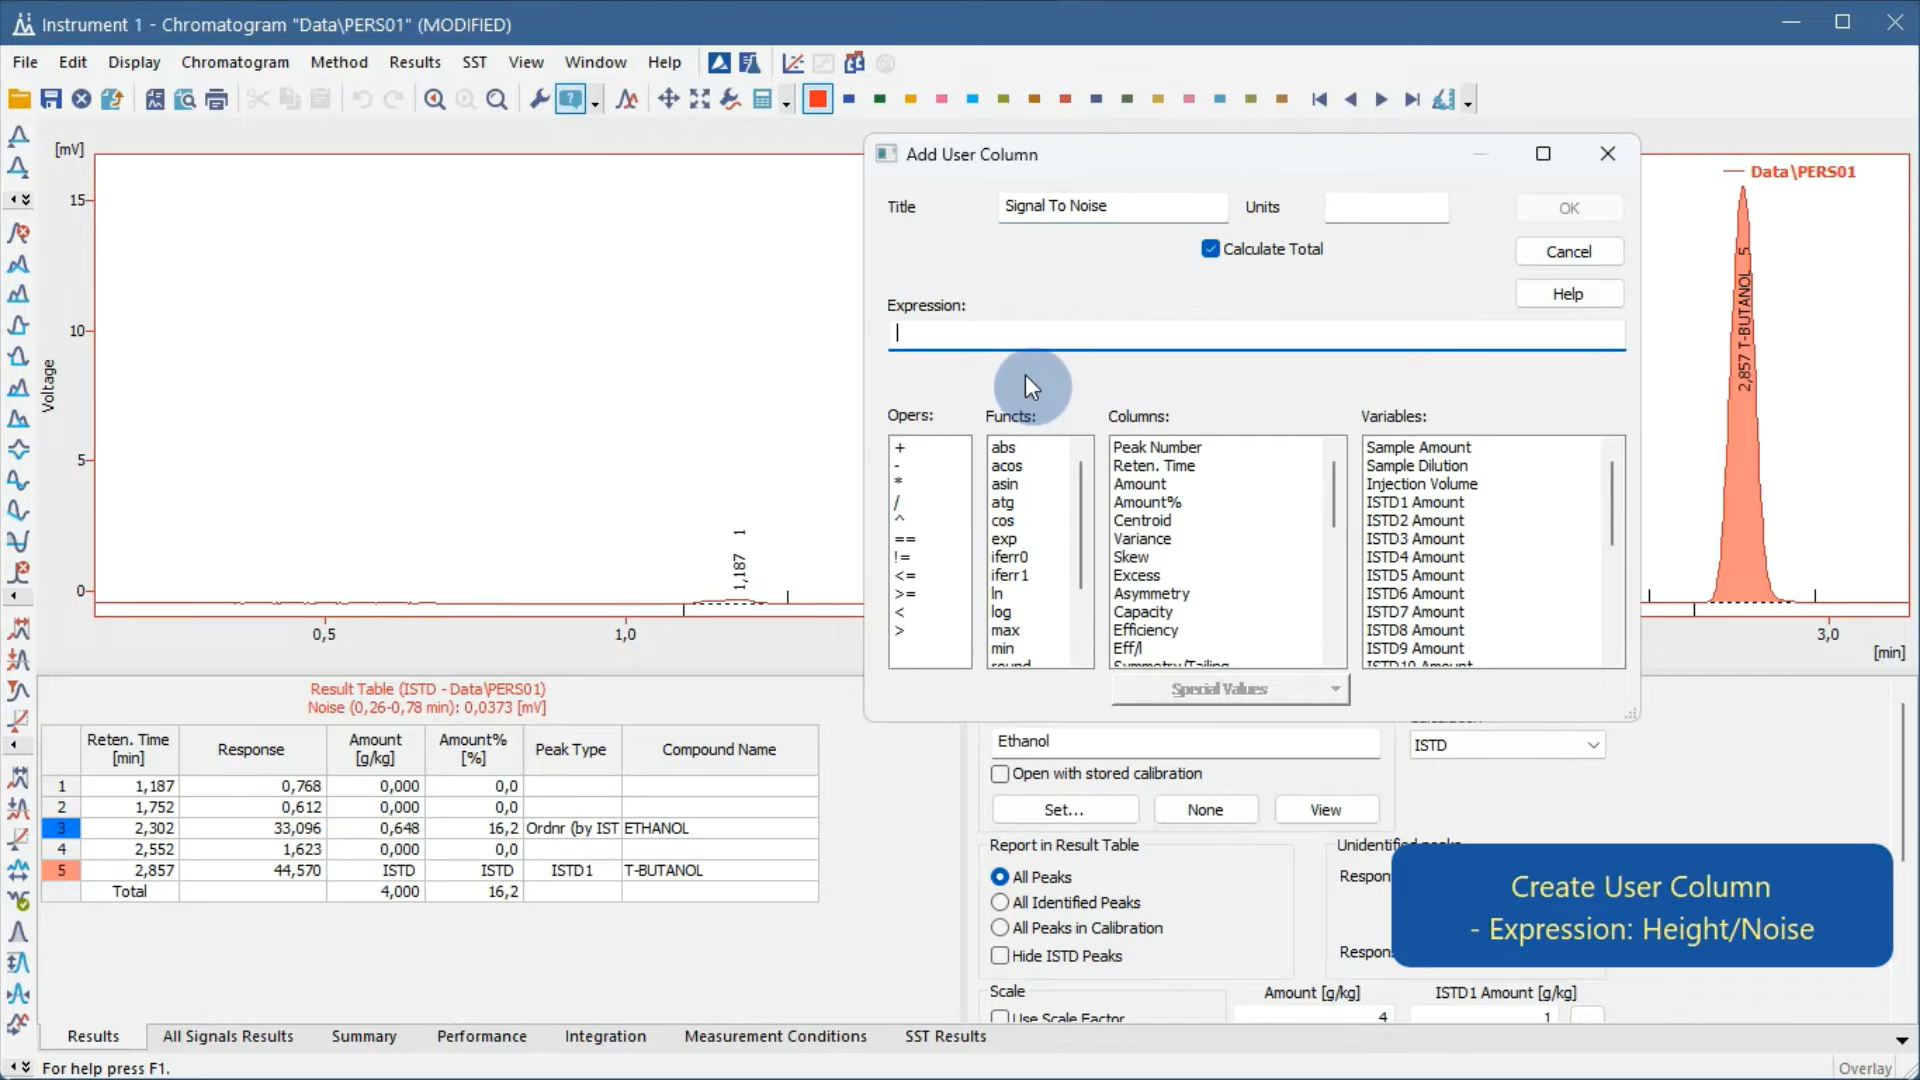 Instrument 1 - Chromatogram "Data\PERS01" (MODIFIED)
File Edit Display Chromatogram Method Results SST View Window Help
[mV]
15
10
5
0
Voltage
1,187 1
0,5
1,0
3,0
[min]
Data\PERS01
2,857 T-BUTANOL 5
Add User Column
Title
Signal To Noise
Units
OK
Calculate Total
Cancel
Help
Expression:
Opers:
+
-
*
/
^
==
!=
<=
>=
<
>
Functs:
abs
acos
asin
atg
cos
exp
iferr0
iferr1
ln
log
max
min
round
Columns:
Peak Number
Reten. Time
Amount
Amount%
Centroid
Variance
Skew
Excess
Asymmetry
Capacity
Efficiency
Eff/l
Symmetry/Tailing
Variables:
Sample Amount
Sample Dilution
Injection Volume
ISTD1 Amount
ISTD2 Amount
ISTD3 Amount
ISTD4 Amount
ISTD5 Amount
ISTD6 Amount
ISTD7 Amount
ISTD8 Amount
ISTD9 Amount
ISTD10 Amount
Special Values
Result Table (ISTD - Data\PERS01)
Noise (0,26-0,78 min): 0,0373 [mV]
Reten. Time [min] Response Amount [g/kg] Amount% [%] Peak Type Compound Name
1 1,187 0,768 0,000 0,0
2 1,752 0,612 0,000 0,0
3 2,302 33,096 0,648 16,2 Ordnr (by IST ETHANOL
4 2,552 1,623 0,000 0,0
5 2,857 44,570 ISTD ISTD ISTD1 T-BUTANOL
Total 4,000 16,2
Ethanol
ISTD
Open with stored calibration
Set... None View
Report in Result Table
All Peaks
All Identified Peaks
All Peaks in Calibration
Hide ISTD Peaks
Unidentified peaks
Respon
Respon
Create User Column
- Expression: Height/Noise
Scale
Use Scale Factor
Amount [g/kg] ISTD1 Amount [g/kg]
4 1
Results All Signals Results Summary Performance Integration Measurement Conditions SST Results
For help press F1.
Overlay